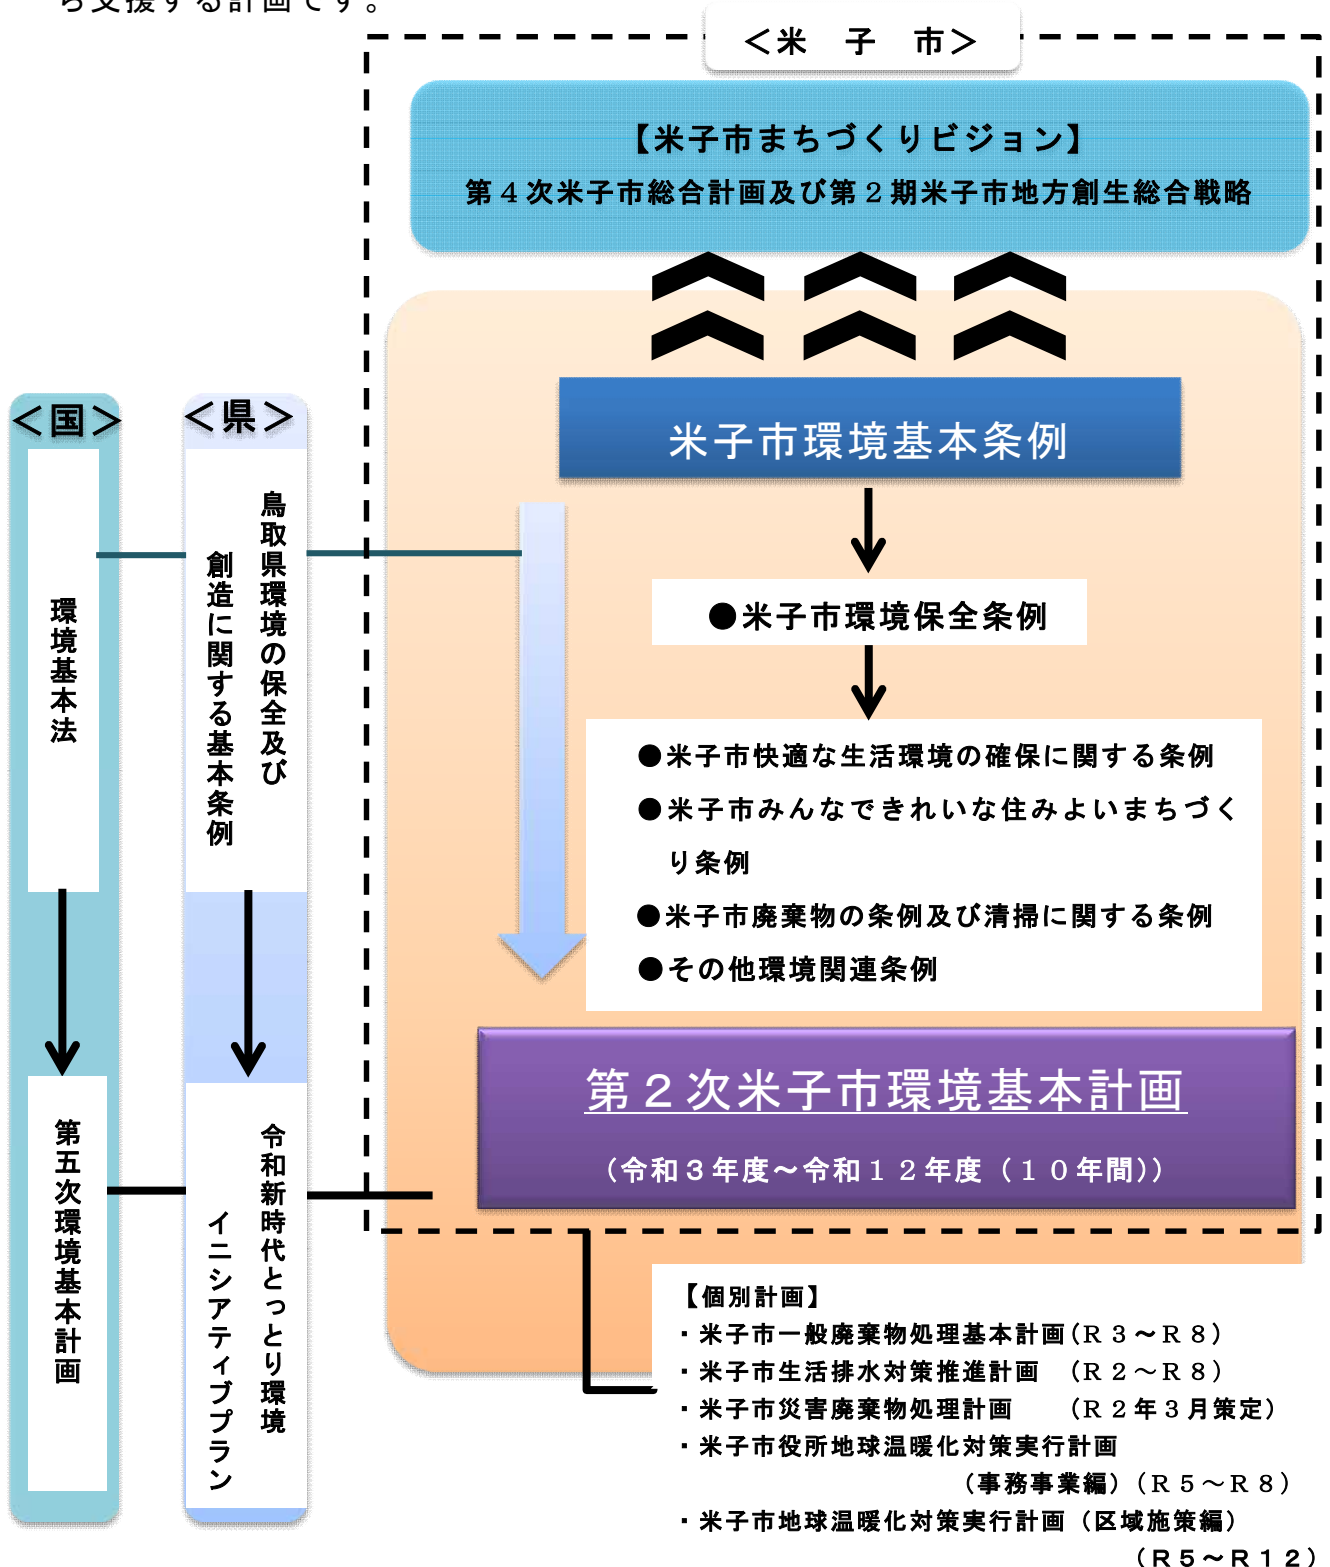 ら支援する計画です。
＜米　子　市＞
【米子市まちづくりビジョン】
第４次米子市総合計画及び第２期米子市地方創生総合戦略
米子市環境基本条例
●米子市環境保全条例
●米子市快適な生活環境の確保に関する条例
●米子市みんなできれいな住みよいまちづく
り条例
●米子市廃棄物の条例及び清掃に関する条例
●その他環境関連条例
第２次米子市環境基本計画
（令和３年度～令和１２年度（１０年間））
＜国＞
環境基本法
第五次環境基本計画
＜県＞
鳥取県環境の保全及び
創造に関する基本条例
令和新時代とっとり環境
イニシアティブプラン
【個別計画】
・米子市一般廃棄物処理基本計画（Ｒ３～Ｒ８）
・米子市生活排水対策推進計画　（Ｒ２～Ｒ８）
・米子市災害廃棄物処理計画　　（Ｒ２年３月策定）
・米子市役所地球温暖化対策実行計画
（事務事業編）（Ｒ５～Ｒ８）
・米子市地球温暖化対策実行計画（区域施策編）
（Ｒ５～Ｒ１２）